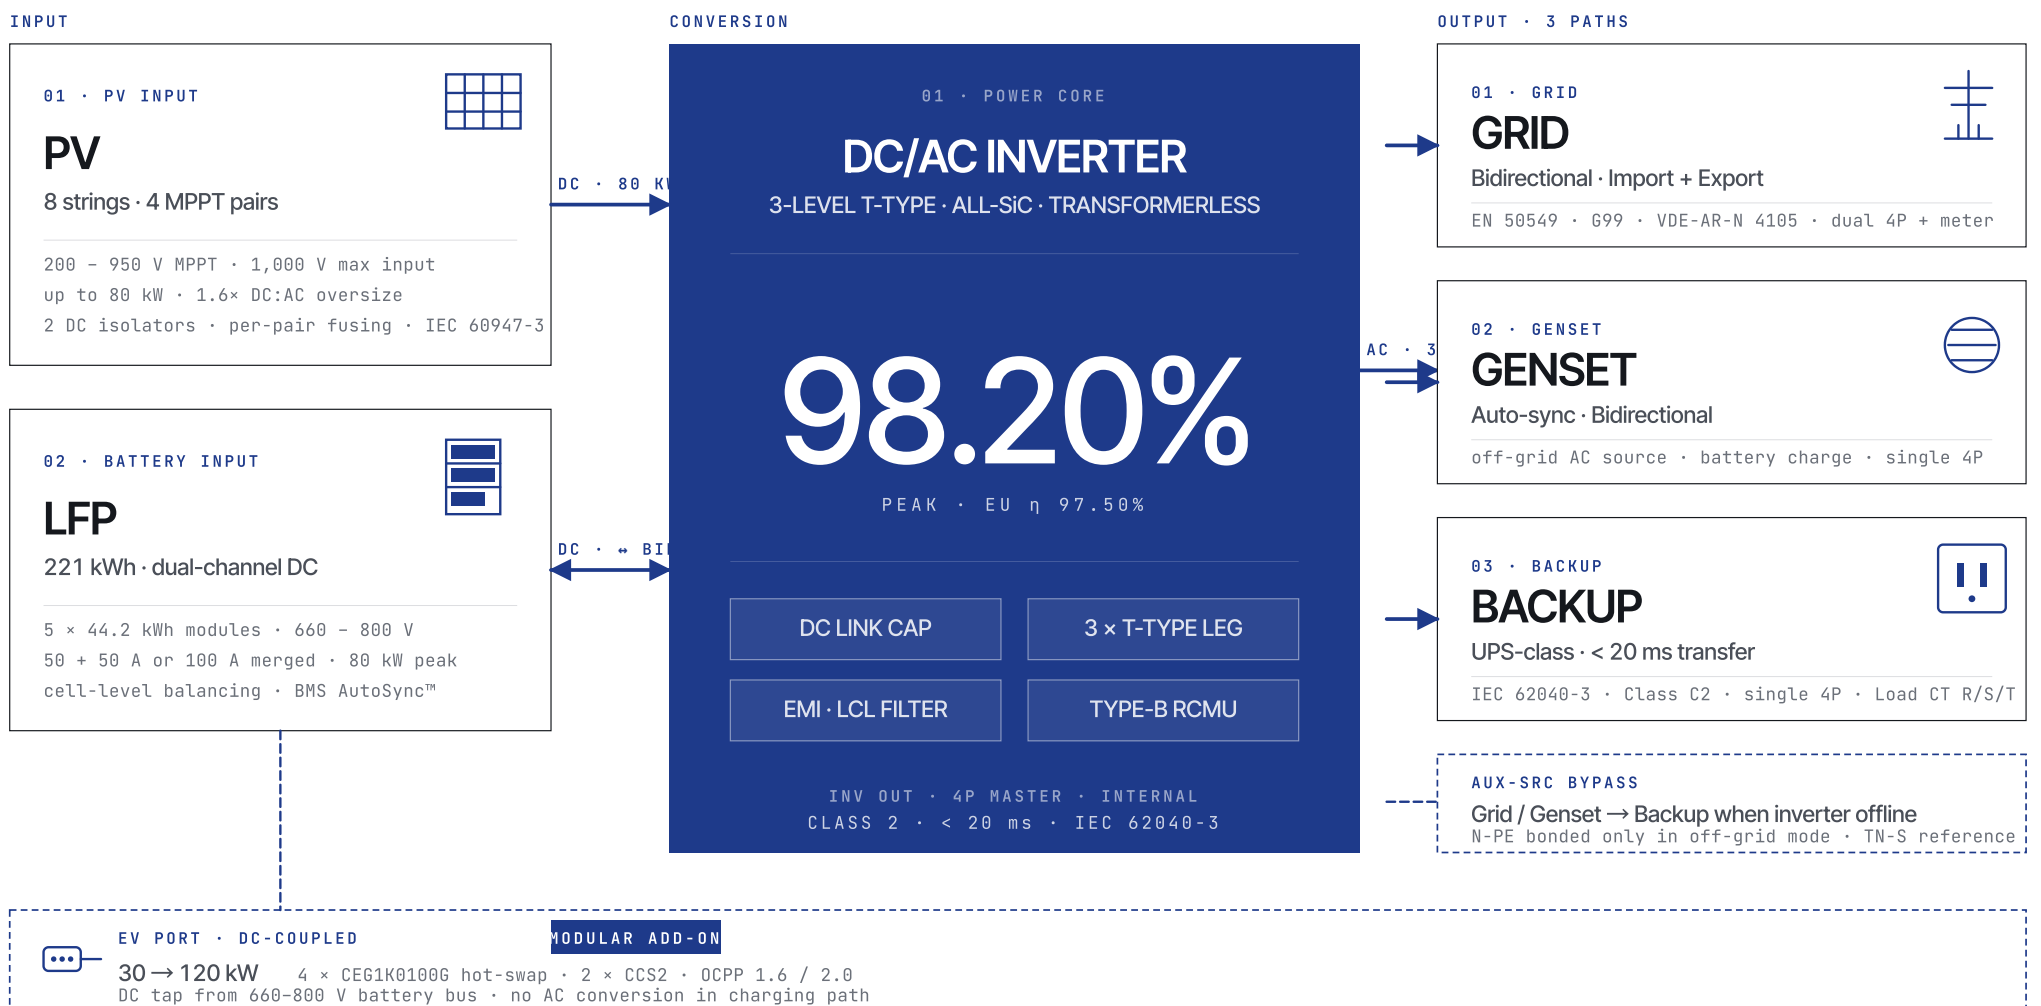 INPUT
01 · PV INPUT
PV
8 strings · 4 MPPT pairs
200 – 950 V MPPT · 1,000 V max input
up to 80 kW · 1.6× DC:AC oversize
2 DC isolators · per-pair fusing · IEC 60947-3
02 · BATTERY INPUT
LFP
221 kWh · dual-channel DC
5 × 44.2 kWh modules · 660 – 800 V
50 + 50 A or 100 A merged · 80 kW peak
cell-level balancing · BMS AutoSync™
DC · 80
DC · ↔
CONVERSION
01 · POWER CORE
DC/AC INVERTER
3-LEVEL T-TYPE · ALL-SiC · TRANSFORMERLESS
98.20%
PEAK · EU η 97.50%
DC LINK CAP
3 × T-TYPE LEG
EMI · LCL FILTER
TYPE-B RCMU
INV OUT · 4P MASTER · INTERNAL
CLASS 2 · < 20 ms · IEC 62040-3
AC · 3
OUTPUT · 3 PATHS
01 · GRID
GRID
Bidirectional · Import + Export
EN 50549 · G99 · VDE-AR-N 4105 · dual 4P + meter
02 · GENSET
GENSET
Auto-sync · Bidirectional
off-grid AC source · battery charge · single 4P
03 · BACKUP
BACKUP
UPS-class · < 20 ms transfer
IEC 62040-3 · Class C2 · single 4P · Load CT R/S/T
AUX-SRC BYPASS
Grid / Genset → Backup when inverter offline
N-PE bonded only in off-grid mode · TN-S reference
EV PORT · DC-COUPLED
MODULAR ADD-ON
30 → 120 kW 4 × CEG1K0100G hot-swap · 2 × CCS2 · OCPP 1.6 / 2.0
DC tap from 660–800 V battery bus · no AC conversion in charging path